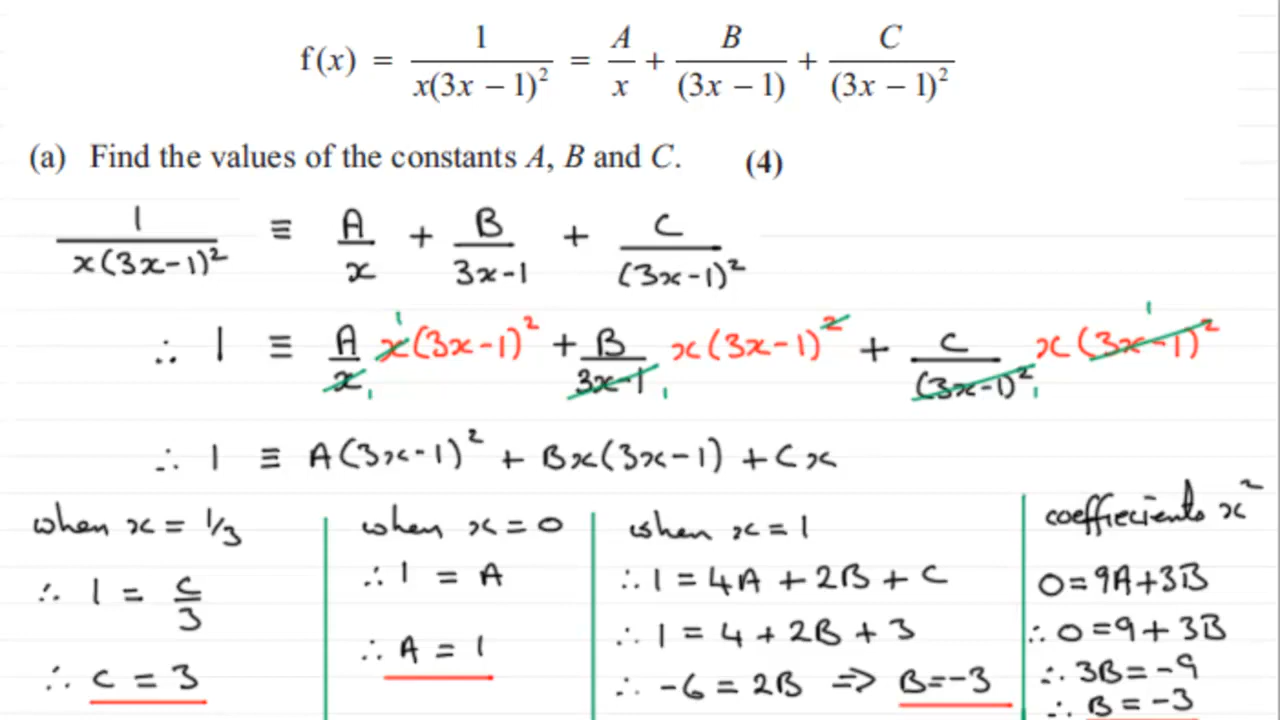 f(x) = 1/(x(3x − 1)²) = A/x + B/(3x − 1) + C/(3x − 1)²
(a) Find the values of the constants A, B and C. (4)
1/(x(3x-1)²) ≡ A/x + B/(3x-1) + C/(3x-1)²
∴ 1 ≡ A/x x(3x-1)² + B/(3x-1) x(3x-1)² + C/(3x-1)² x(3x-1)²
∴ 1 ≡ A(3x-1)² + Bx(3x-1) + Cx
when x = 1/3
∴ 1 = C/3
∴ C = 3
when x = 0
∴ 1 = A
∴ A = 1
when x = 1
∴ 1 = 4A + 2B + C
∴ 1 = 4 + 2B + 3
∴ -6 = 2B => B = -3
coeffiecients x²
0 = 9A + 3B
∴ 0 = 9 + 3B
∴ 3B = -9
∴ B = -3